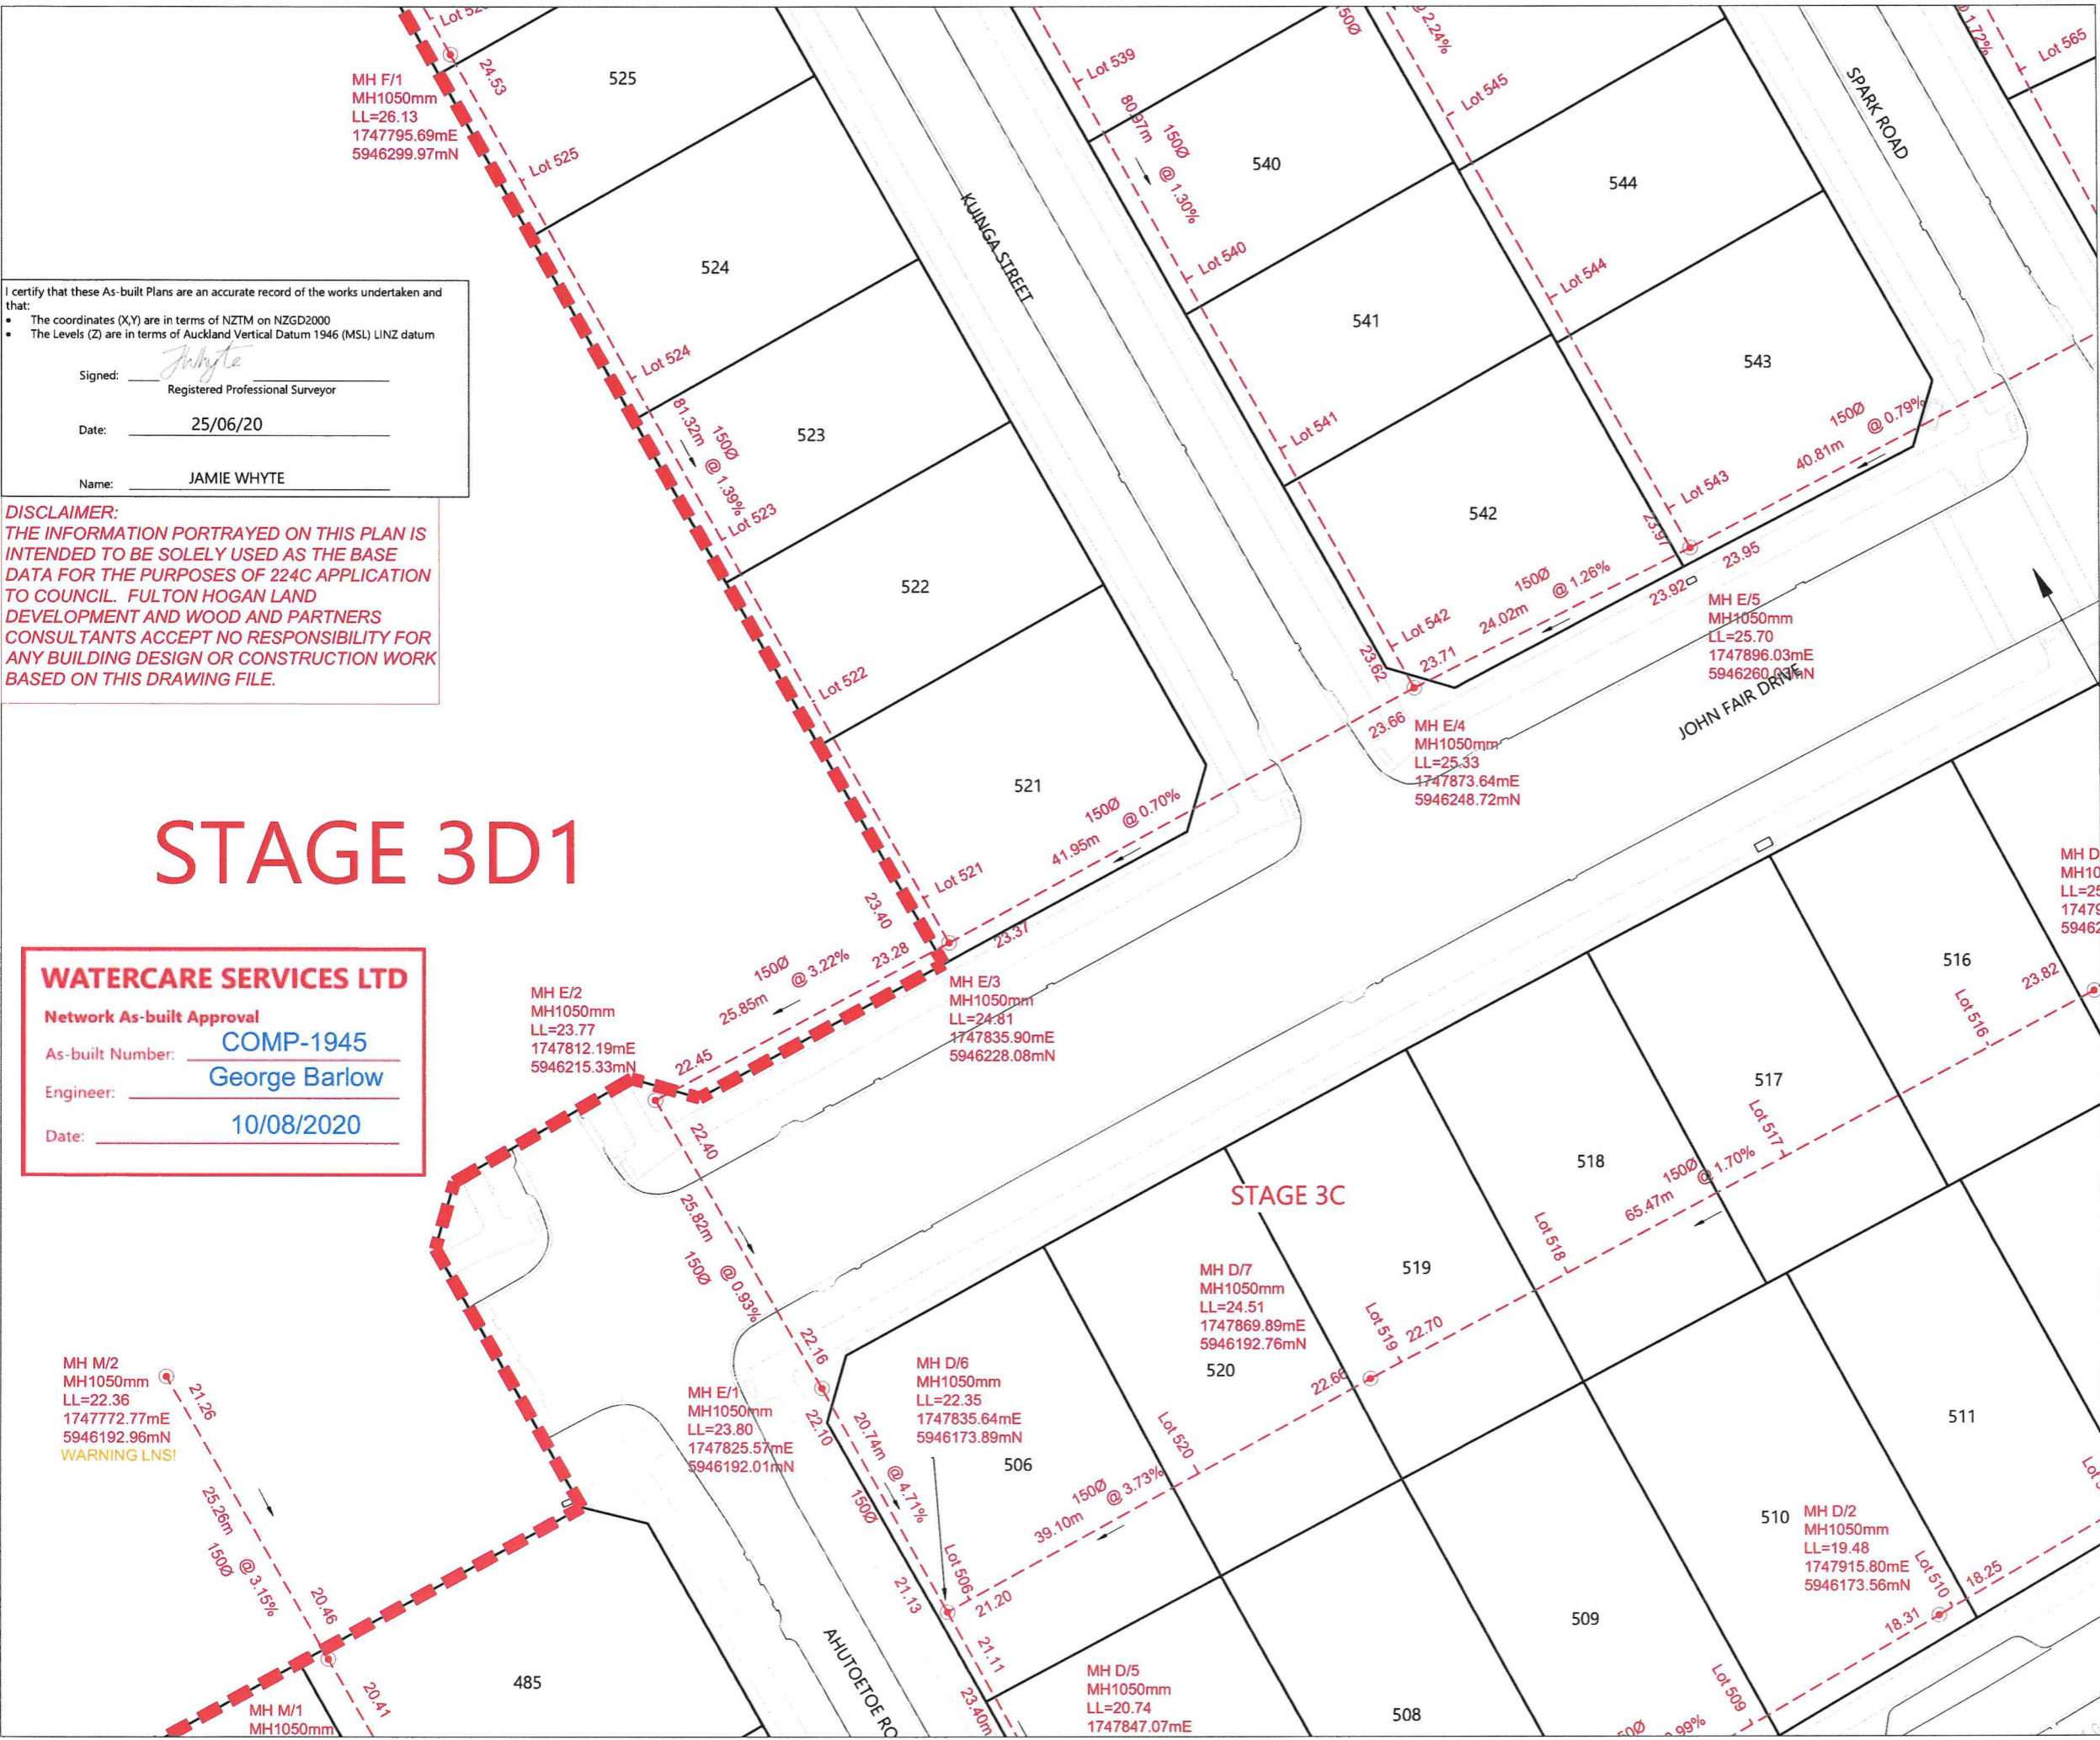 Lot 565
@ 2.24%
Lot 539
525
24.53
MH F/1
MH1050mm
LL=26.13
1747795.69mE
5946299.97mN
Lot 545
SPARK ROAD
80.97m
150Ø
@ 1.30%
Lot 525
540
544
KUINGA STREET
524
Lot 540
Lot 544
I certify that these As-built Plans are an accurate record of the works undertaken and
that:
• The coordinates (X,Y) are in terms of NZTM on NZGD2000
• The Levels (Z) are in terms of Auckland Vertical Datum 1946 (MSL) LINZ datum
Signed: JWhyte
Registered Professional Surveyor
Date: 25/06/20
Name: JAMIE WHYTE
541
543
Lot 524
81.32m
150Ø
@ 1.39%
523
Lot 541
150Ø
@ 0.79%
40.81m
DISCLAIMER:
THE INFORMATION PORTRAYED ON THIS PLAN IS
INTENDED TO BE SOLELY USED AS THE BASE
DATA FOR THE PURPOSES OF 224C APPLICATION
TO COUNCIL. FULTON HOGAN LAND
DEVELOPMENT AND WOOD AND PARTNERS
CONSULTANTS ACCEPT NO RESPONSIBILITY FOR
ANY BUILDING DESIGN OR CONSTRUCTION WORK
BASED ON THIS DRAWING FILE.
Lot 523
542
Lot 543
23.97
23.95
522
150Ø
@ 1.26%
24.02m
23.92
MH E/5
MH1050mm
LL=25.70
1747896.03mE
JOHN FAIR DRIVE
Lot 542
23.62
23.71
Lot 522
23.66
MH E/4
MH1050mm
LL=25.33
1747873.64mE
5946248.72mN
521
150Ø
@ 0.70%
41.95m
STAGE 3D1
Lot 521
23.40
23.37
23.28
150Ø
@ 3.22%
25.85m
MH E/3
MH1050mm
LL=24.81
1747835.90mE
5946228.08mN
516
23.82
Lot 516
WATERCARE SERVICES LTD
Network As-built Approval
As-built Number: COMP-1945
Engineer: George Barlow
Date: 10/08/2020
MH E/2
MH1050mm
LL=23.77
1747812.19mE
5946215.33mN
22.45
22.40
517
Lot 517
518
150Ø
@ 1.70%
65.47m
STAGE 3C
Lot 518
25.82m
150Ø
@ 0.93%
22.16
MH D/7
MH1050mm
LL=24.51
1747869.89mE
5946192.76mN
519
Lot 519
22.70
22.66
520
MH M/2
MH1050mm
LL=22.36
1747772.77mE
5946192.96mN
WARNING LNS!
21.26
MH E/1
MH1050mm
LL=23.80
1747825.57mE
5946192.01mN
22.10
MH D/6
MH1050mm
LL=22.35
1747835.64mE
5946173.89mN
506
20.74m
@ 4.71%
150Ø
Lot 520
150Ø
@ 3.73%
39.10m
511
510
MH D/2
MH1050mm
LL=19.48
1747915.80mE
5946173.56mN
Lot 510
18.25
18.31
25.26m
150Ø
@ 3.15%
20.46
Lot 506
21.20
21.13
21.11
509
AHUTOETOE RO
485
20.41
MH M/1
MH1050mm
23.40m
MH D/5
MH1050mm
LL=20.74
1747847.07mE
508
Lot 509